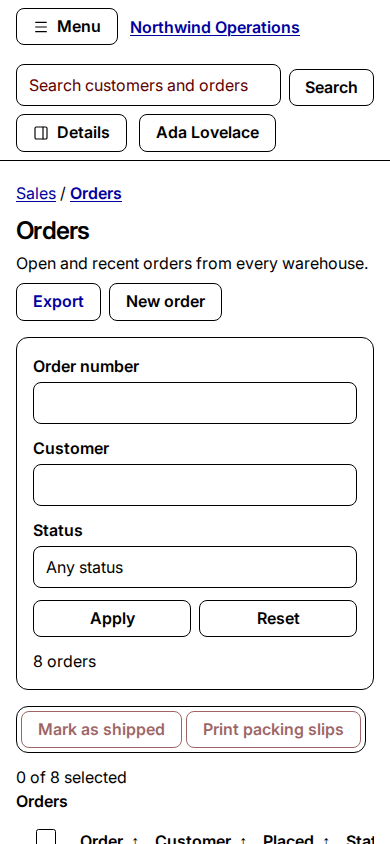 Menu Northwind Operations
Search customers and orders Search
Details Ada Lovelace
Sales / Orders
Orders
Open and recent orders from every warehouse.
Export New order
Order number
Customer
Status
Any status
Apply Reset
8 orders
Mark as shipped Print packing slips
0 of 8 selected
Orders
Order ↑ Customer ↑ Placed ↑